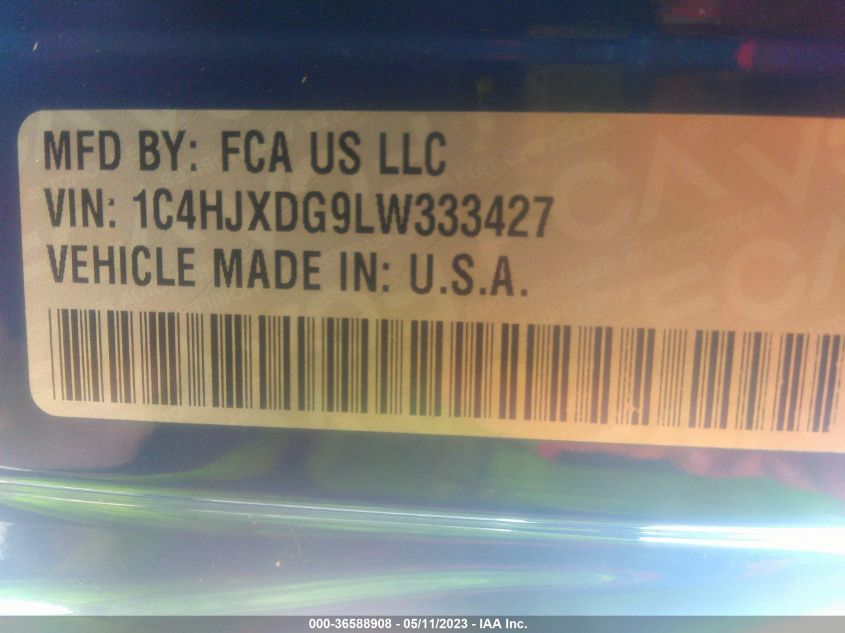 MFD BY: FCA US LLC
VIN: 1C4HJXDG9LW333427
VEHICLE MADE IN: U.S.A.
000-36588908 - 05/11/2023 - IAA Inc.